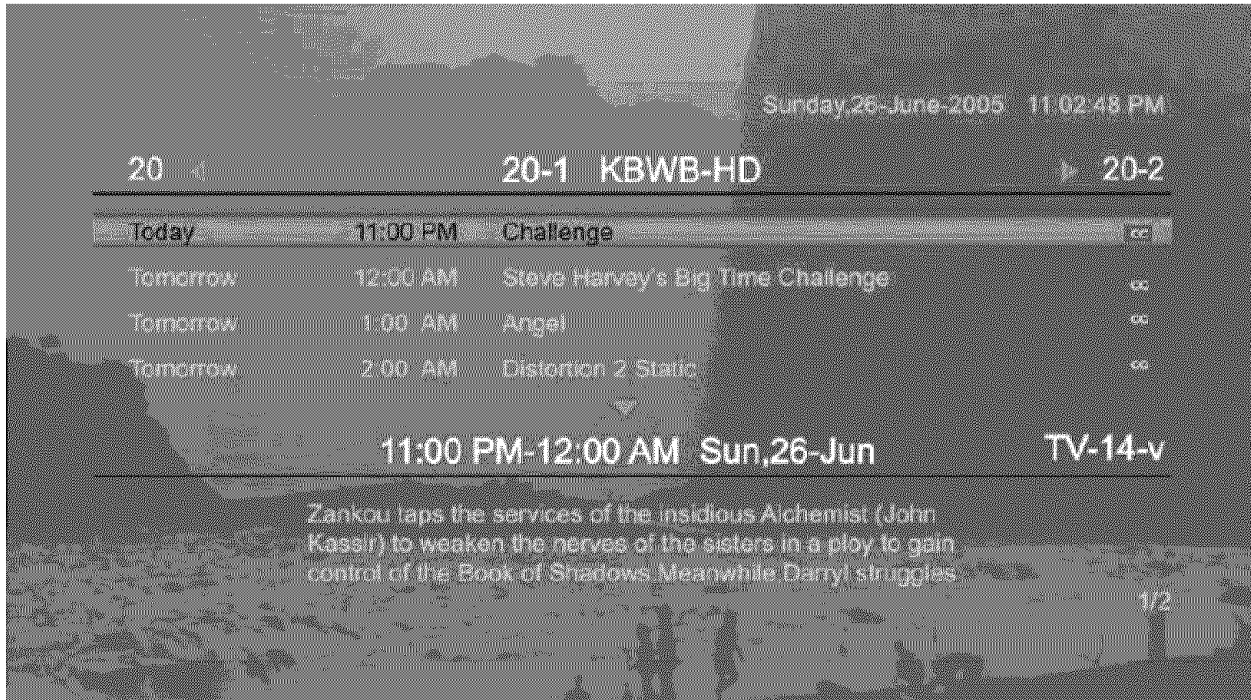 Sunday,26-June-2005 11:02:48 PM
20 20-1 KBWB-HD 20-2
Today 11:00 PM Challenge cc
Tomorrow 12:00 AM Steve Harvey's Big Time Challenge cc
Tomorrow 1:00 AM Angel cc
Tomorrow 2:00 AM Distortion 2 Static cc
11:00 PM-12:00 AM Sun,26-Jun TV-14-v
Zankou taps the services of the insidious Alchemist (John
Kassir) to weaken the nerves of the sisters in a ploy to gain
control of the Book of Shadows.Meanwhile,Darryl struggles
1/2